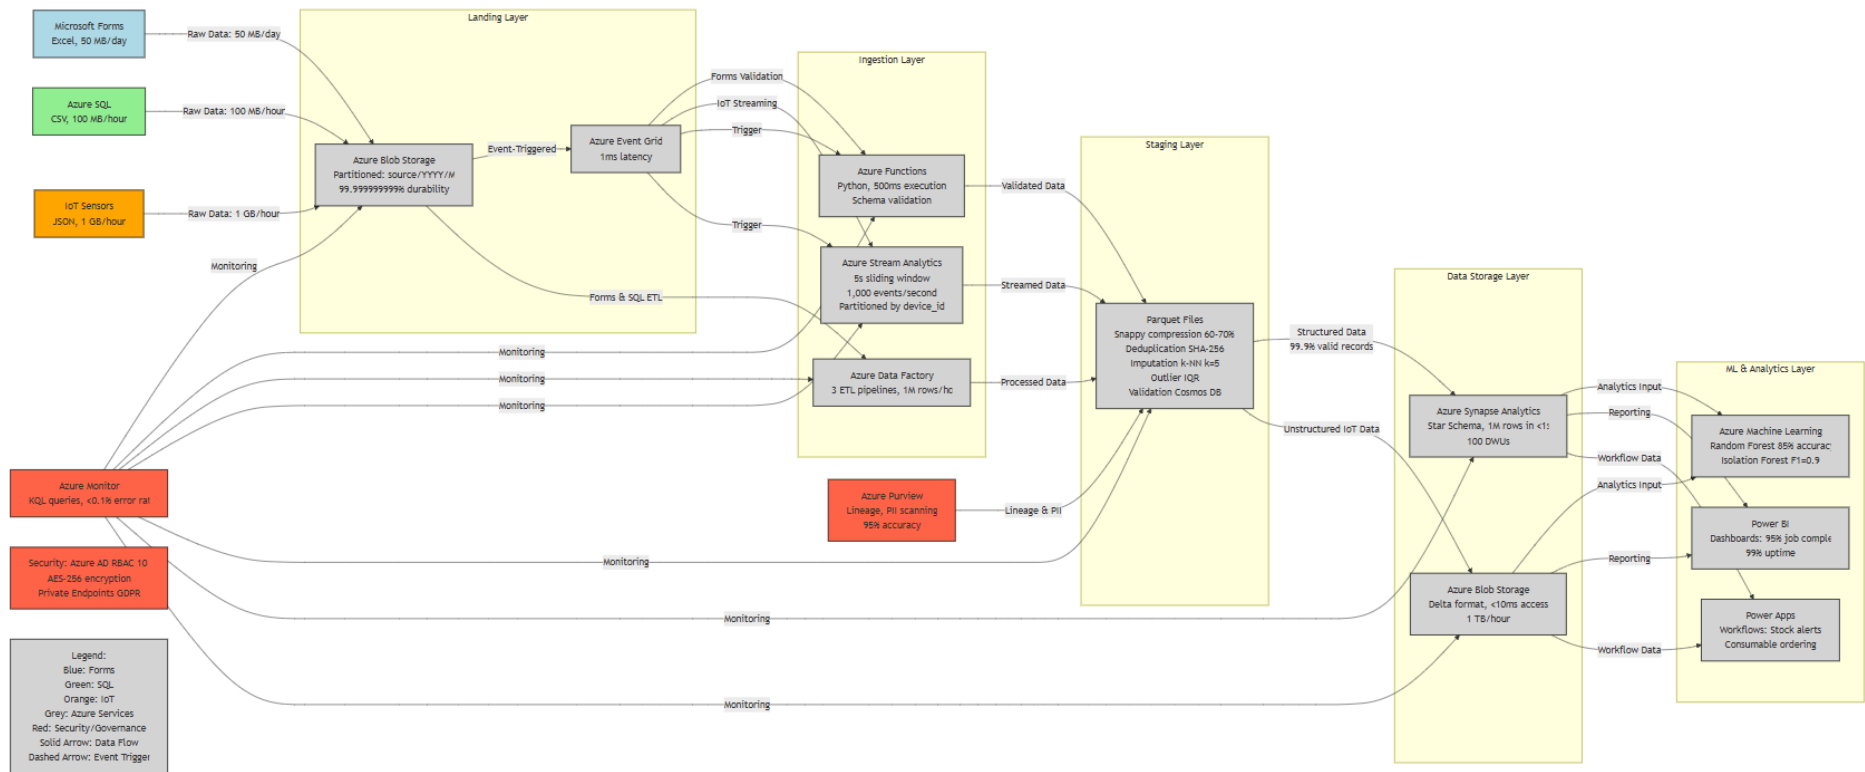 Landing Layer
Microsoft Forms
Excel, 50 MB/day
Raw Data: 50 MB/day
Ingestion Layer
Forms Validation
Azure SQL
CSV, 100 MB/hour
Raw Data: 100 MB/hour
IoT Streaming
Trigger
Azure Event Grid
1ms latency
Event-Triggered
Azure Blob Storage
Partitioned: source/YYYY/M
99.999999999% durability
Staging Layer
Azure Functions
Python, 500ms execution
Schema validation
Validated Data
IoT Sensors
JSON, 1 GB/hour
Raw Data: 1 GB/hour
Trigger
Monitoring
Azure Stream Analytics
5s sliding window
1,000 events/second
Partitioned by device_id
Streamed Data
Data Storage Layer
Forms & SQL ETL
Parquet Files
Snappy compression 60-70%
Deduplication SHA-256
Imputation k-NN k=5
Outlier IQR
Validation Cosmos DB
Structured Data
99.9% valid records
Monitoring
Monitoring
Monitoring
Azure Data Factory
3 ETL pipelines, 1M rows/ho
Processed Data
ML & Analytics Layer
Analytics Input
Reporting
Azure Synapse Analytics
Star Schema, 1M rows in <1s
100 DWUs
Unstructured IoT Data
Azure Machine Learning
Random Forest 85% accurac
Isolation Forest F1=0.9
Workflow Data
Analytics Input
Azure Monitor
KQL queries, <0.1% error rat
Azure Purview
Lineage, PII scanning
95% accuracy
Lineage & PII
Power BI
Dashboards: 95% job comple
99% uptime
Reporting
Monitoring
Security: Azure AD RBAC 10
AES-256 encryption
Private Endpoints GDPR
Azure Blob Storage
Delta format, <10ms access
1 TB/hour
Monitoring
Power Apps
Workflows: Stock alerts
Consumable ordering
Workflow Data
Monitoring
Legend:
Blue: Forms
Green: SQL
Orange: IoT
Grey: Azure Services
Red: Security/Governance
Solid Arrow: Data Flow
Dashed Arrow: Event Trigger